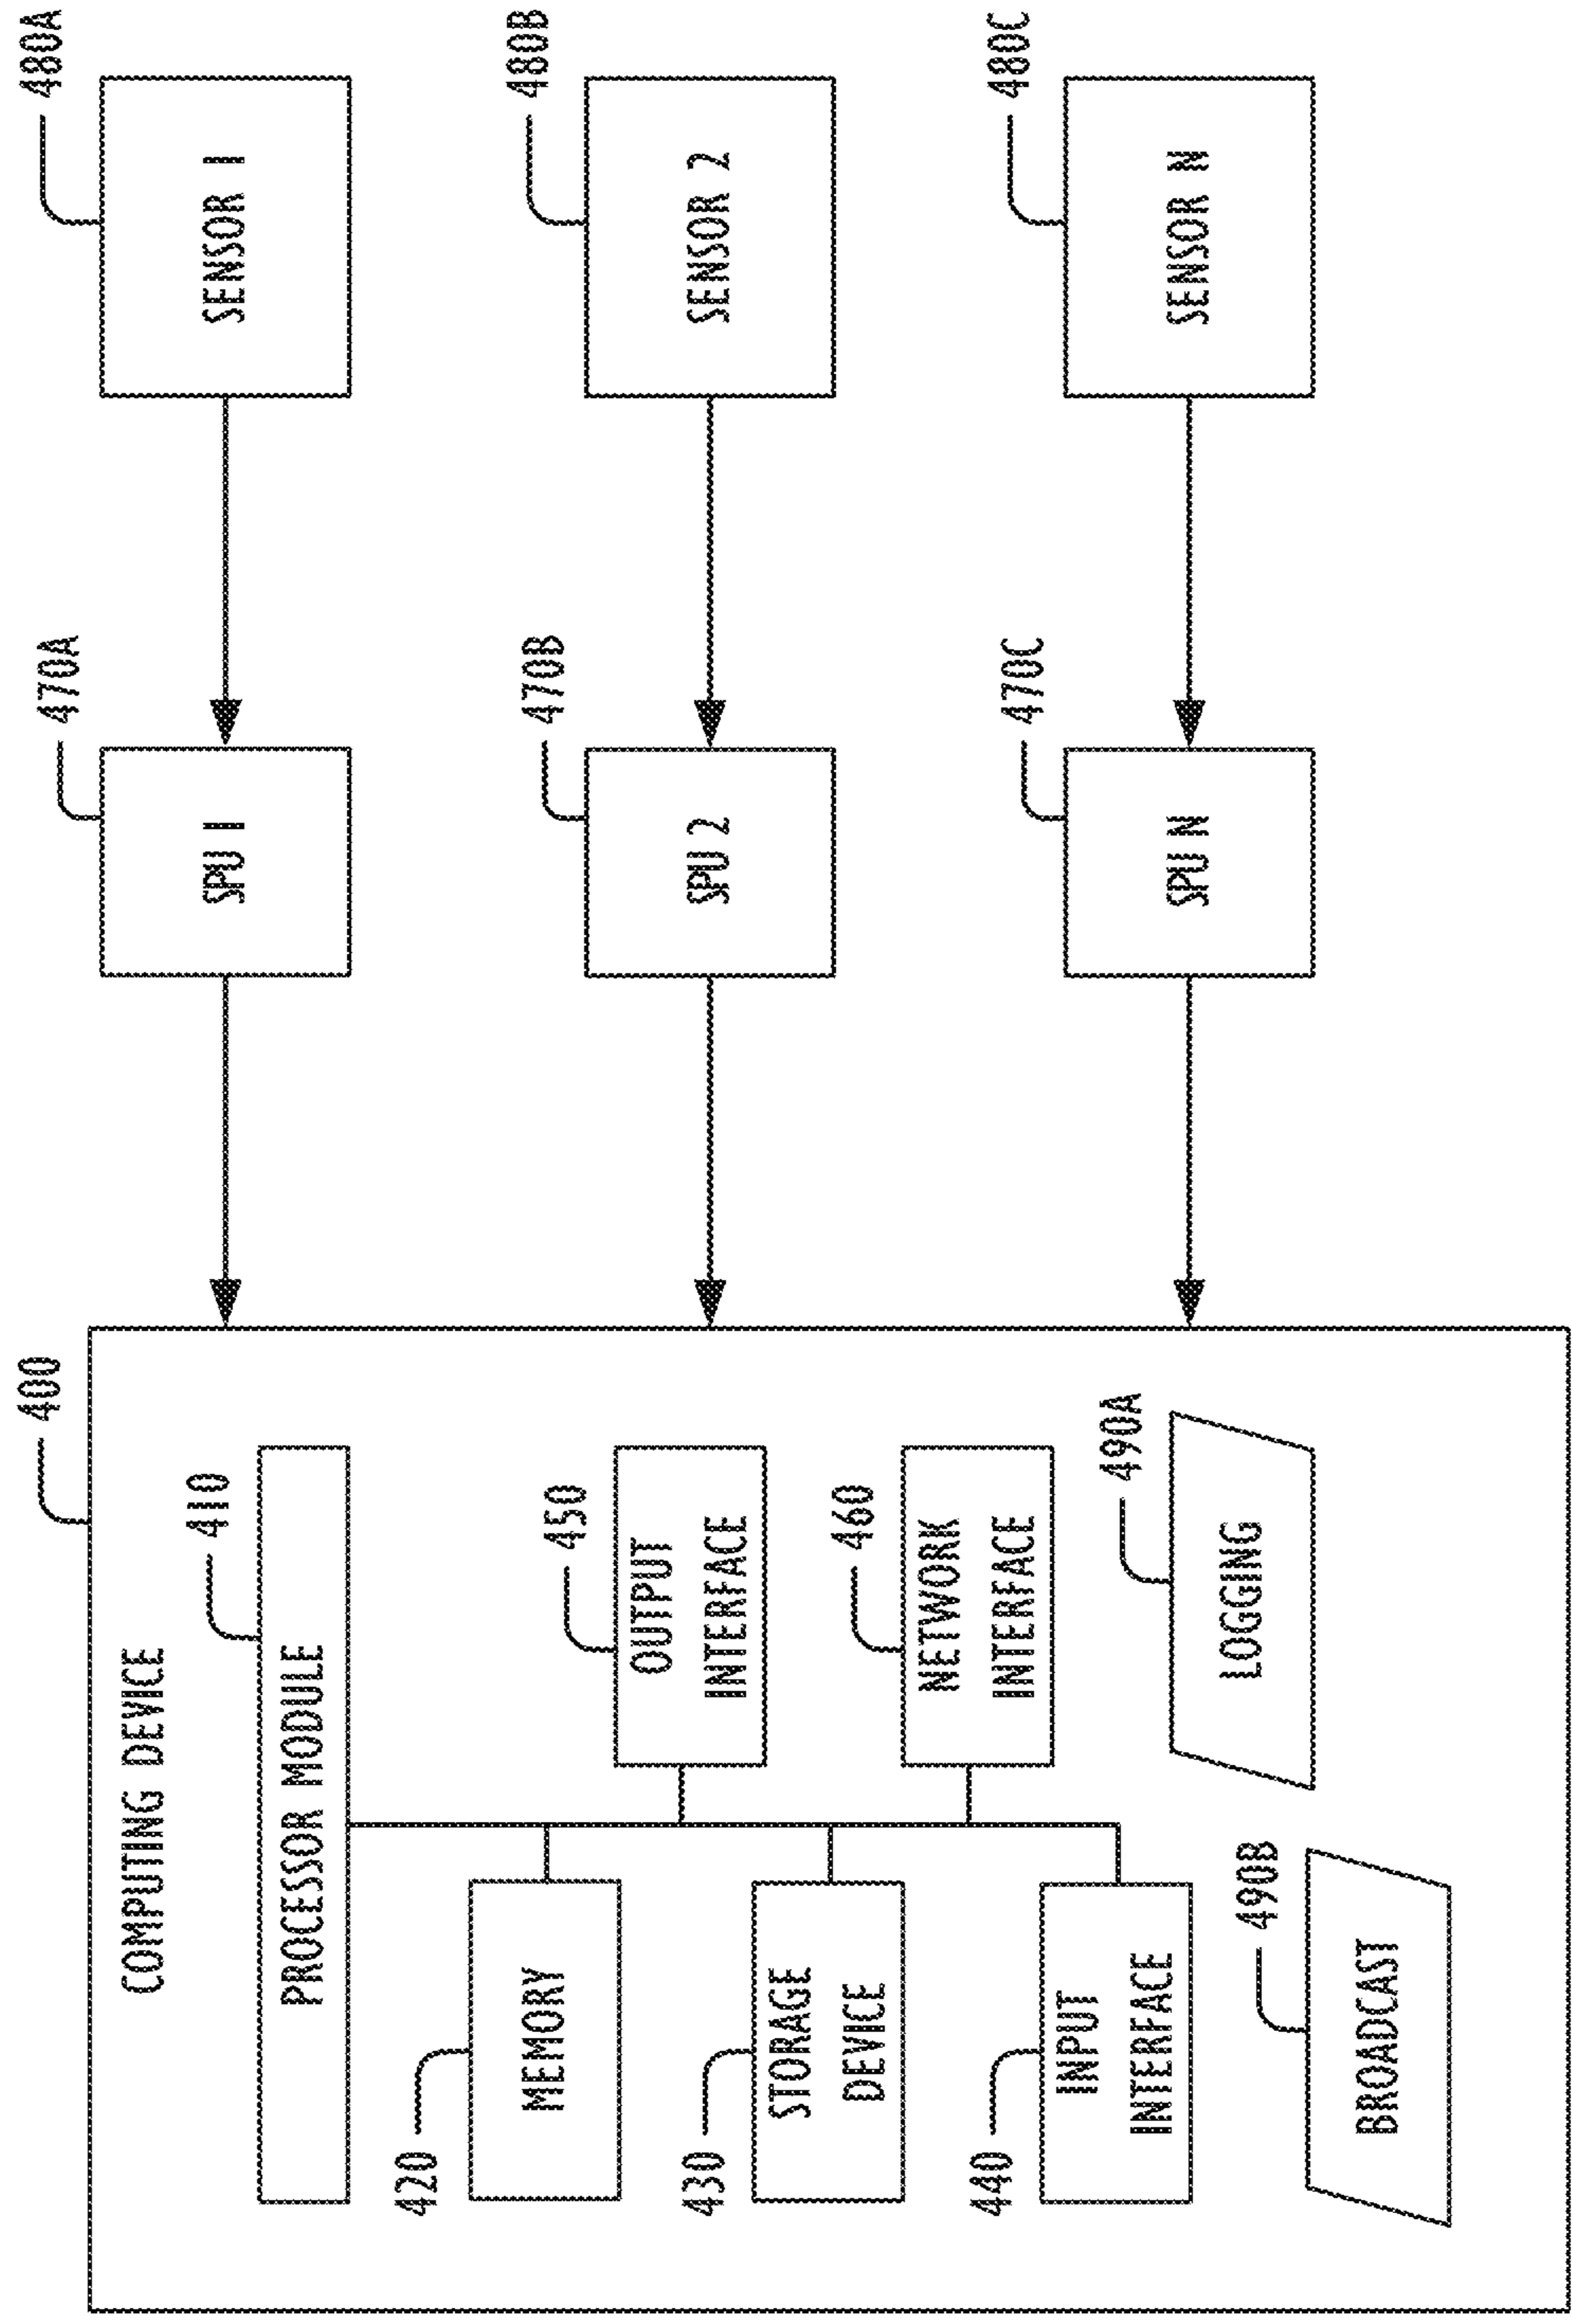 400
COMPUTING DEVICE
410
PROCESSOR MODULE
420
MEMORY
450
OUTPUT
INTERFACE
430
STORAGE
DEVICE
460
NETWORK
INTERFACE
440
INPUT
INTERFACE
490A
LOGGING
490B
BROADCAST
470A
SPU 1
470B
SPU 2
470C
SPU N
480A
SENSOR 1
480B
SENSOR 2
480C
SENSOR N